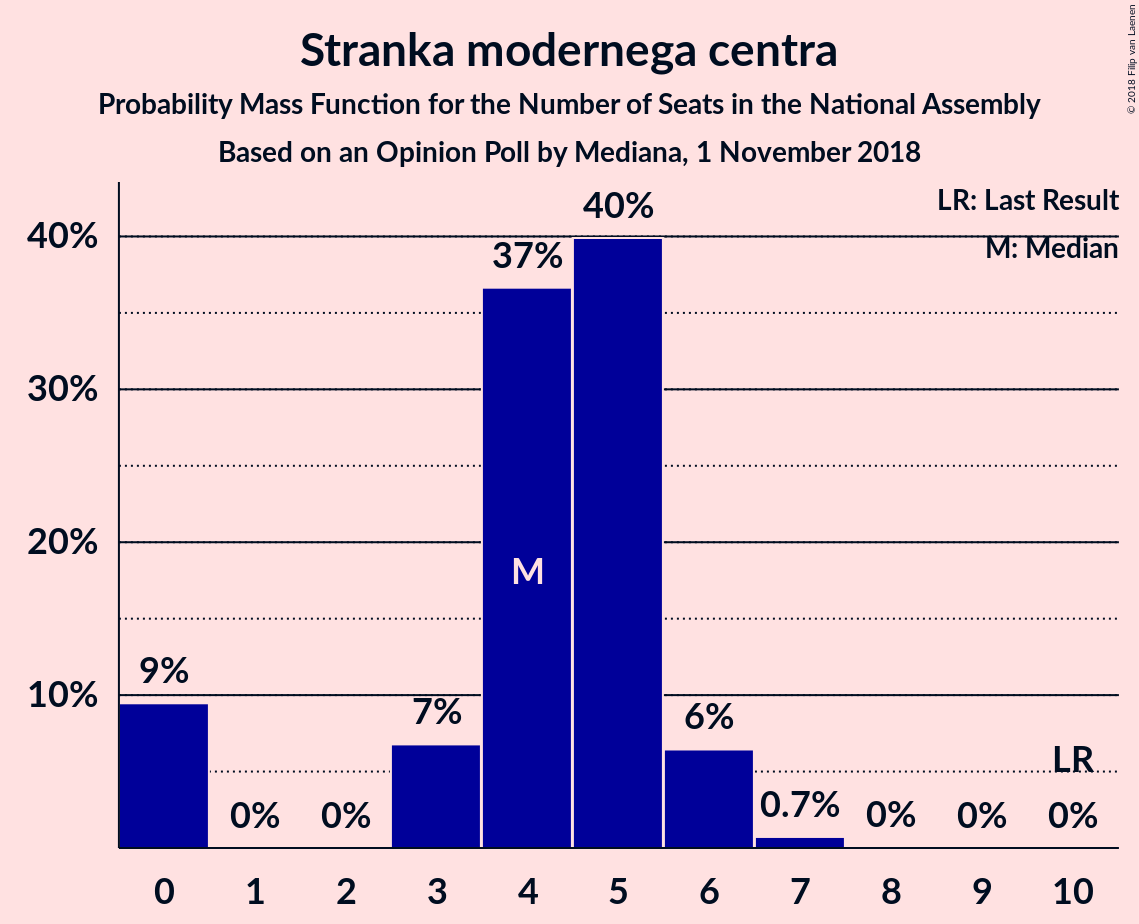 Stranka modernega centra
Probability Mass Function for the Number of Seats in the National Assembly
Based on an Opinion Poll by Mediana, 1 November 2018
© 2018 Filip van Laenen
LR: Last Result
M: Median
40%
30%
20%
10%
9%
0%
0%
7%
37%
40%
6%
0.7%
0%
0%
0%
M
LR
0 1 2 3 4 5 6 7 8 9 10